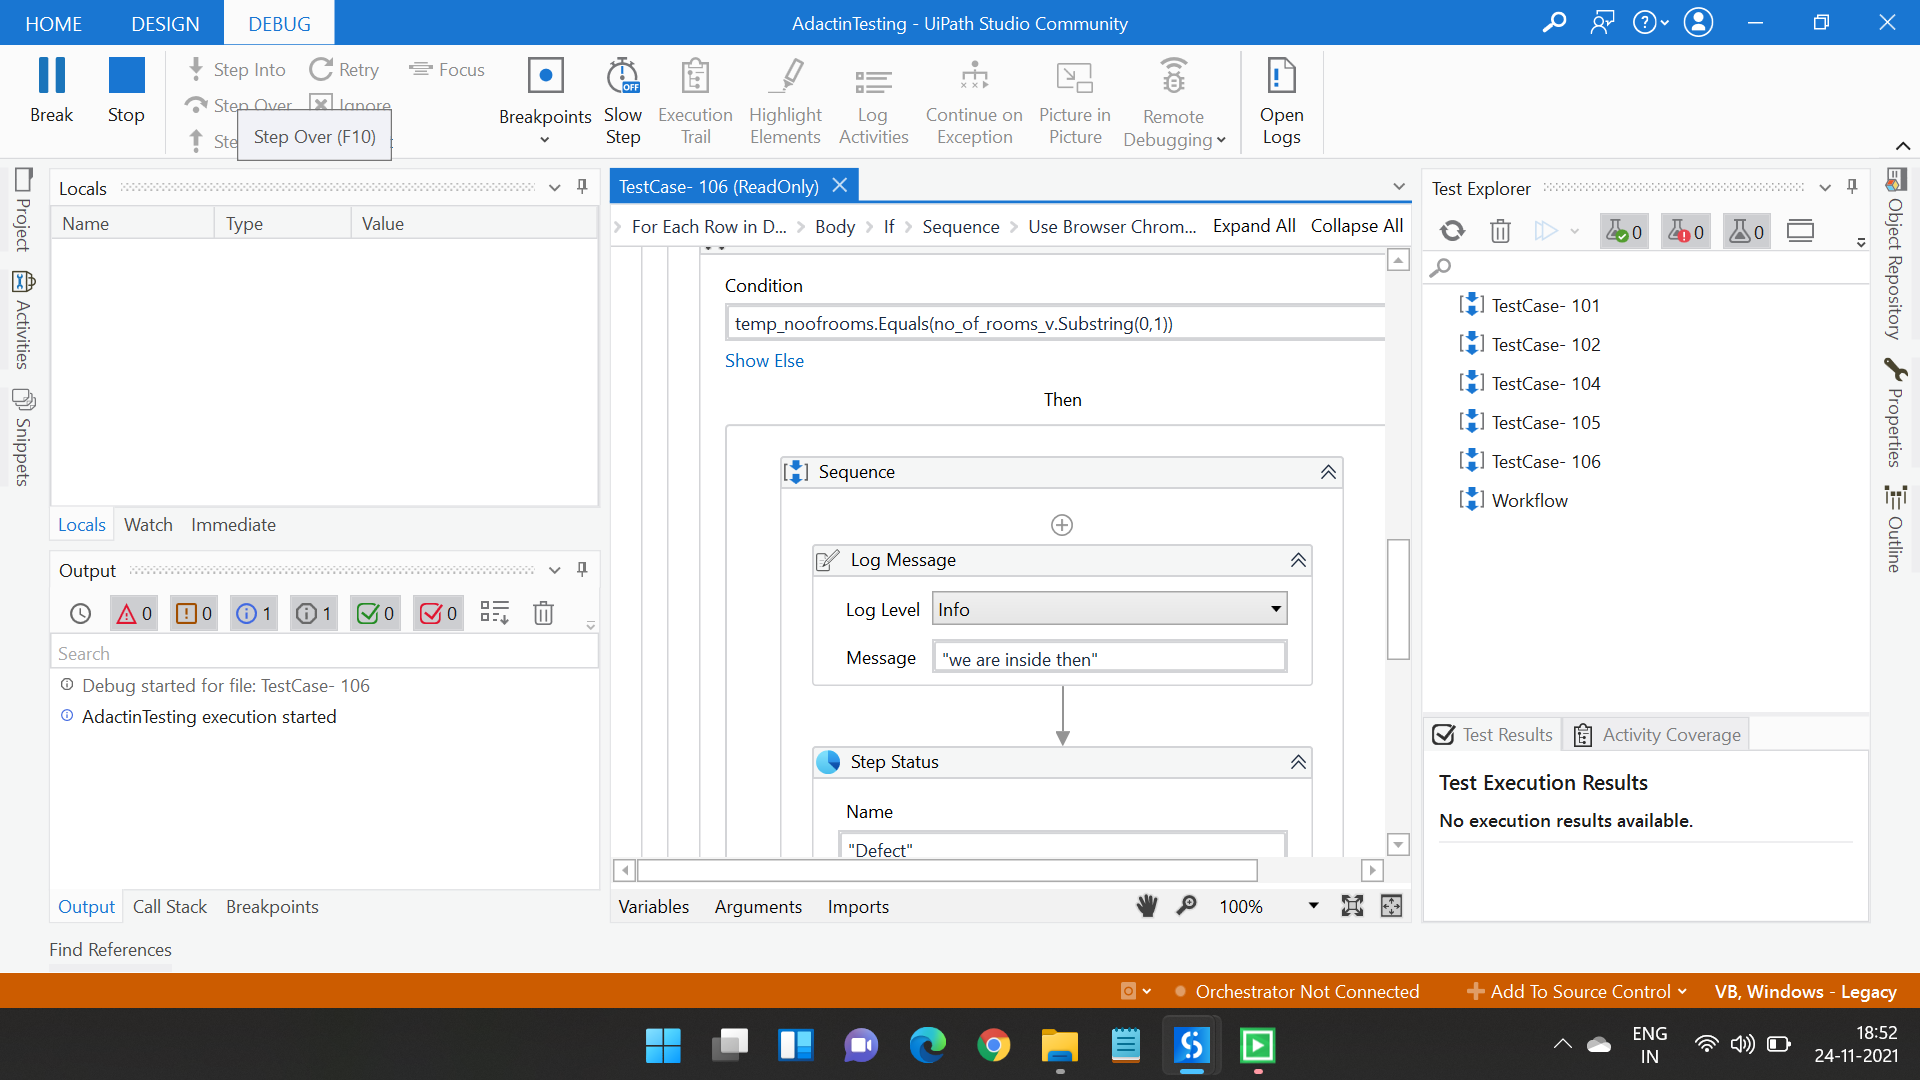 HOME DESIGN DEBUG AdactinTesting - UiPath Studio Community
Break
Stop
Step Into Retry Focus
Step Over Ignore
Ste
Step Over (F10)
Breakpoints
Slow Step
Execution Trail
Highlight Elements
Log Activities
Continue on Exception
Picture in Picture
Remote Debugging
Open Logs
Project
Activities
Snippets
Locals
Name Type Value
Locals Watch Immediate
Output
0 0 1 1 0 0
Search
Debug started for file: TestCase- 106
AdactinTesting execution started
Output Call Stack Breakpoints
Find References
TestCase- 106 (ReadOnly)
For Each Row in D... Body If Sequence Use Browser Chrom... Expand All Collapse All
Condition
temp_noofrooms.Equals(no_of_rooms_v.Substring(0,1))
Show Else
Then
Sequence
Log Message
Log Level Info
Message "we are inside then"
Step Status
Name
"Defect"
Variables Arguments Imports 100%
Test Explorer
0 0 0
TestCase- 101
TestCase- 102
TestCase- 104
TestCase- 105
TestCase- 106
Workflow
Test Results Activity Coverage
Test Execution Results
No execution results available.
Object Repository
Properties
Outline
Orchestrator Not Connected Add To Source Control VB, Windows - Legacy
OFF
ENG
IN
18:52
24-11-2021